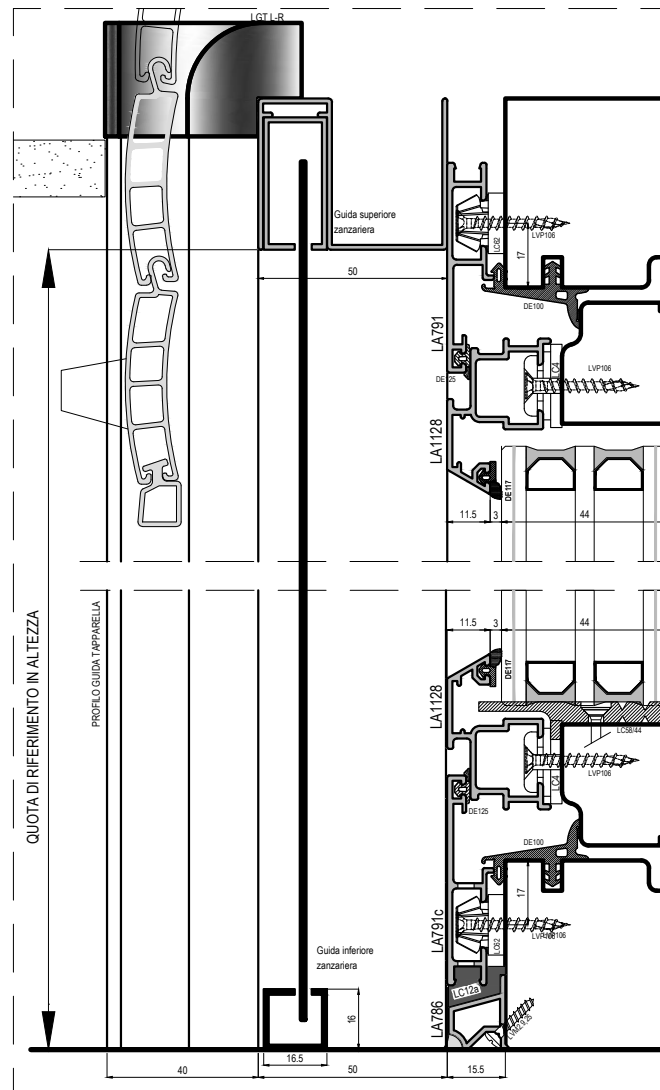 LGT L-R
Guida superiore
zanzariera
LVP106
LC62
17
50
DE100
LA791
DE125
LC4
LVP106
LA1128
DE117
11.5
3
44
11.5
3
44
DE117
LA1128
LC58/44
LVP106
LC4
DE125
DE100
17
PROFILO GUIDA TAPPARELLA
QUOTA DI RIFERIMENTO IN ALTEZZA
LA791c
LC62
Guida inferiore
zanzariera
LC12a
LA786
LVM2.9_25
16
16.5
40
50
15.5